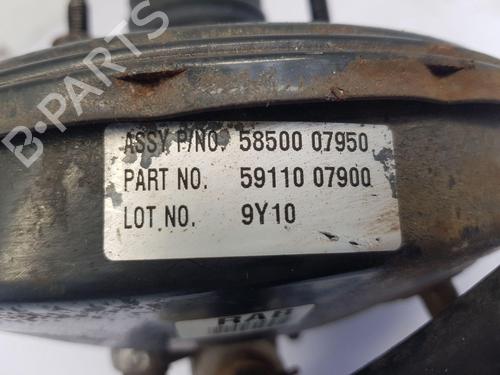 ASSY P/NO. 58500 07950
PART NO. 59110 07900
LOT NO. 9Y10
B-PARTS